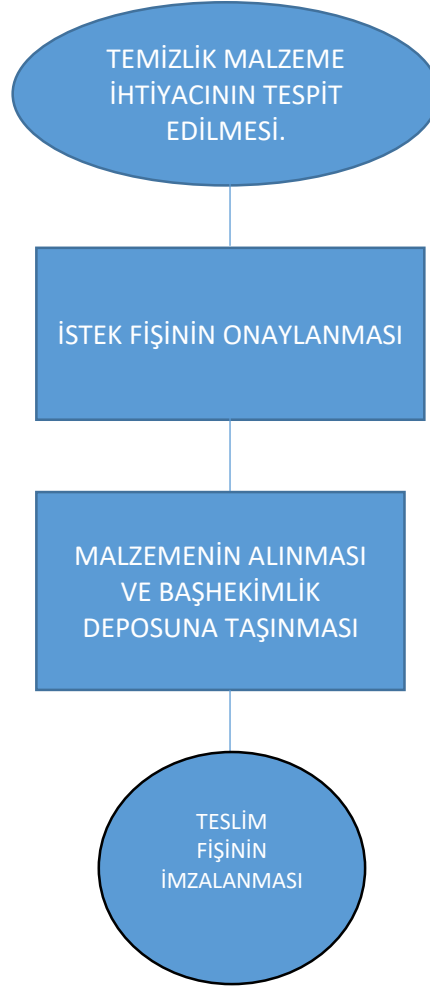 TEMİZLİK MALZEME
İHTİYACININ TESPİT
EDİLMESİ.
İSTEK FİŞİNİN ONAYLANMASI
MALZEMENİN ALINMASI
VE BAŞHEKİMLİK
DEPOSUNA TAŞINMASI
TESLİM
FİŞİNİN
İMZALANMASI